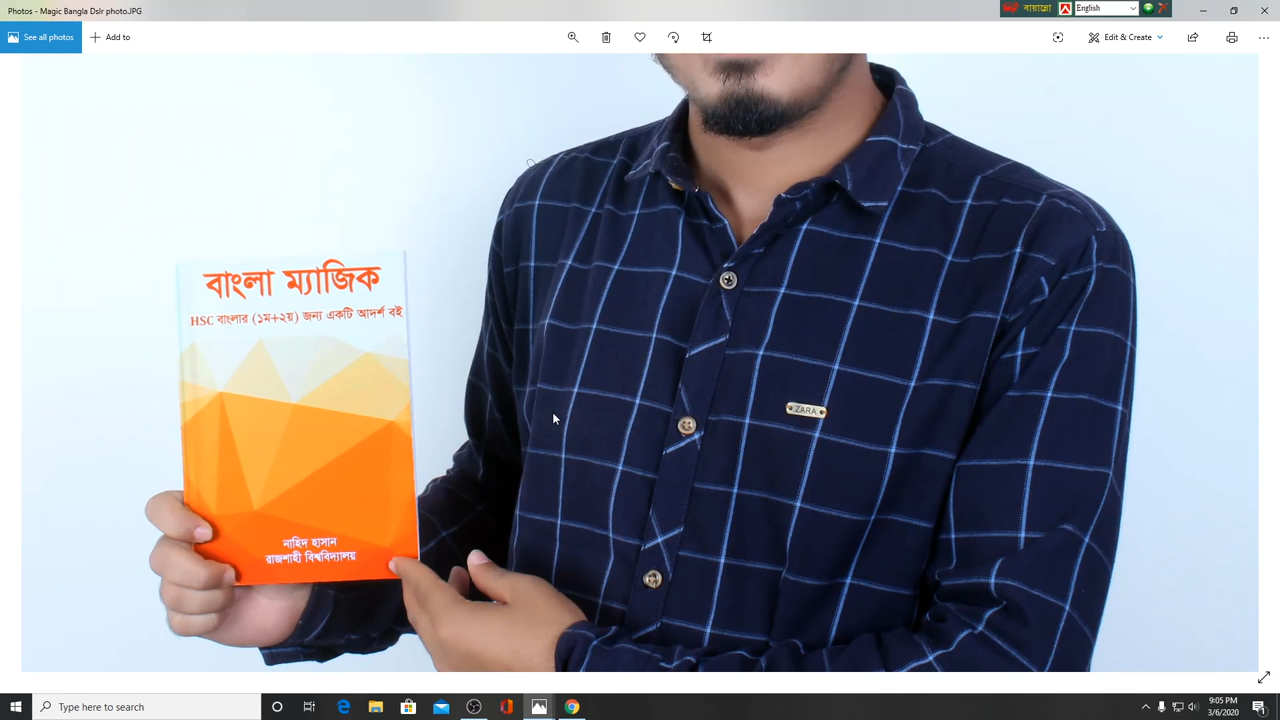 Photos - Magic Bangla Dslr photo.JPG
বায়ান্নো
English
See all photos
Add to
Edit & Create
বাংলা ম্যাজিক
HSC বাংলার (১ম+২য়) জন্য একটি আদর্শ বই
ZARA
নাহিদ হাসান
রাজশাহী বিশ্ববিদ্যালয়
Type here to search
9:05 PM
3/6/2020
1